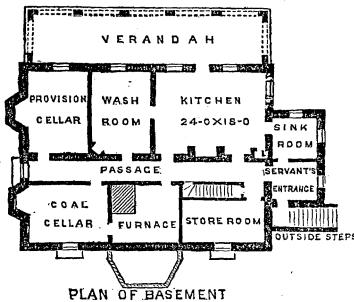 VERANDAH
PROVISION
CELLAR
WASH
ROOM
KITCHEN
24-0X18-0
SINK
ROOM
PASSAGE
SERVANT'S
ENTRANCE
COAL
CELLAR
FURNACE
STORE ROOM
OUTSIDE STEPS
PLAN OF BASEMENT